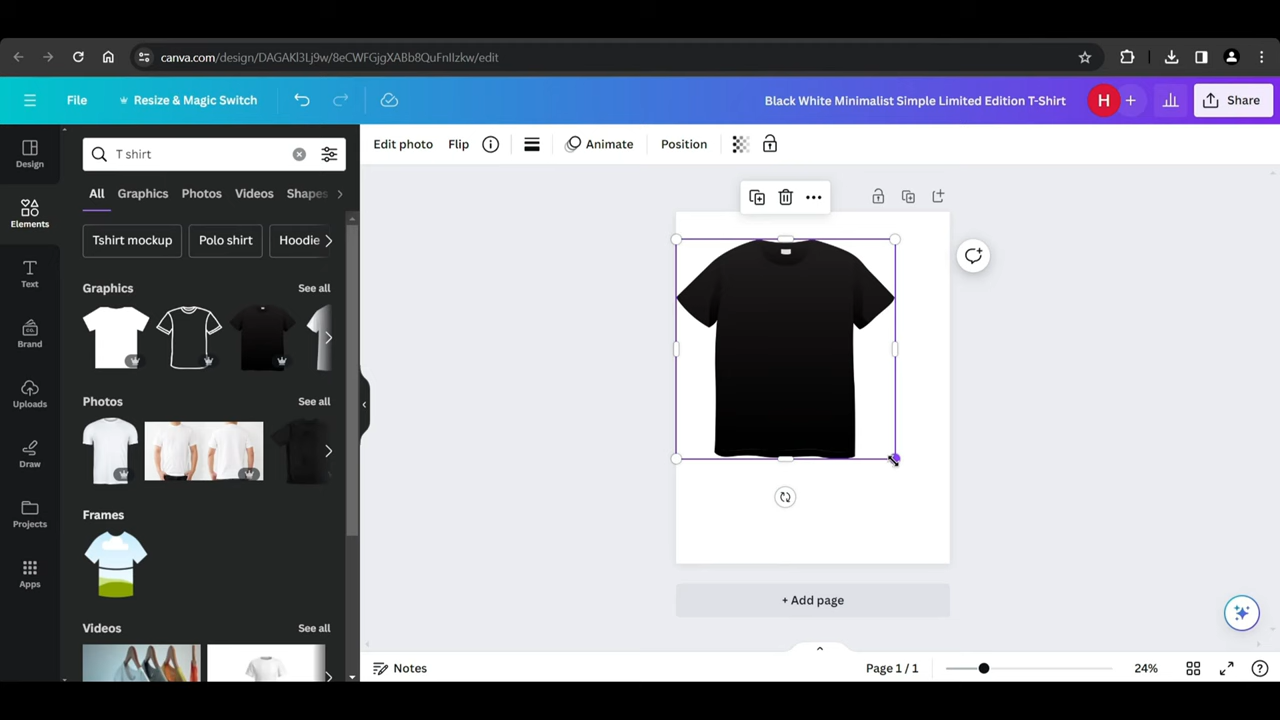 canva.com/design/DAGAKl3Lj9w/8eCWFGjgXABb8QuFnIlzkw/edit
File
Resize & Magic Switch
Black White Minimalist Simple Limited Edition T-Shirt
H
+
Share
Design
Elements
Text
Brand
Uploads
Draw
Projects
Apps
T shirt
All
Graphics
Photos
Videos
Shapes
Tshirt mockup
Polo shirt
Hoodie
Graphics
See all
Photos
See all
Frames
Videos
See all
Edit photo
Flip
Animate
Position
+ Add page
Notes
Page 1 / 1
24%